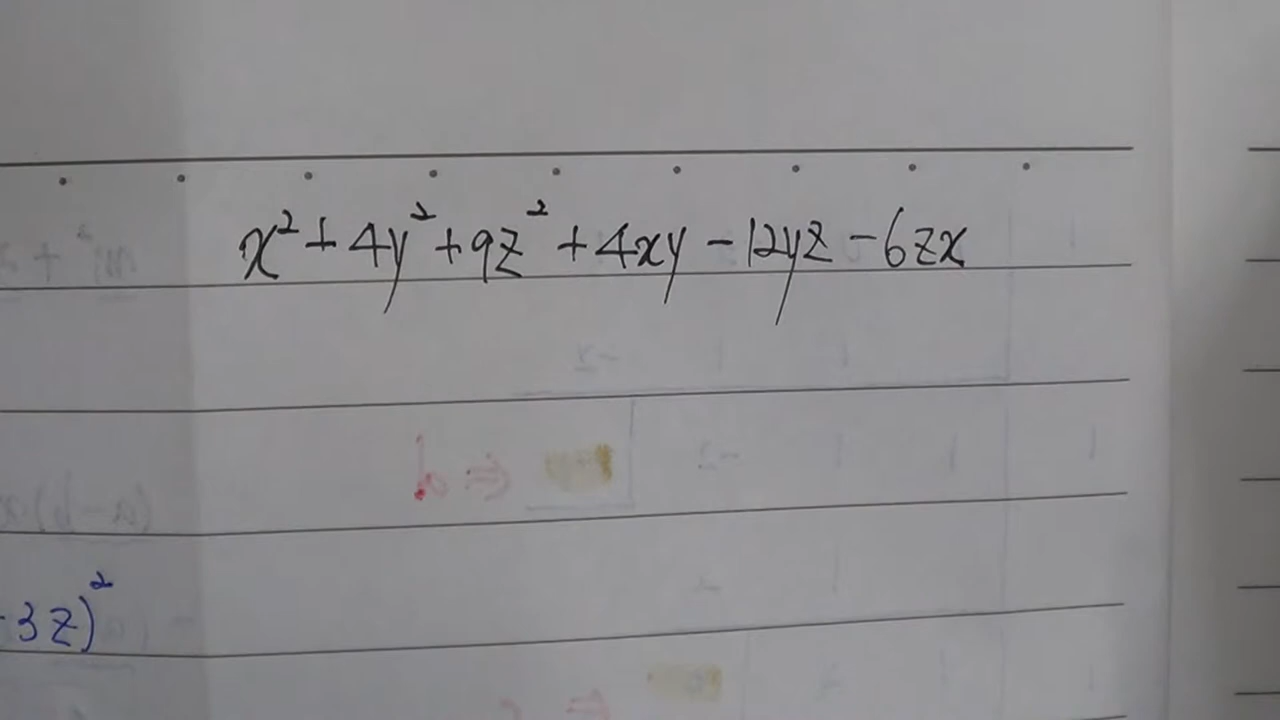 x² + 4y² + 9z² + 4xy − 12yz − 6zx
3z)²